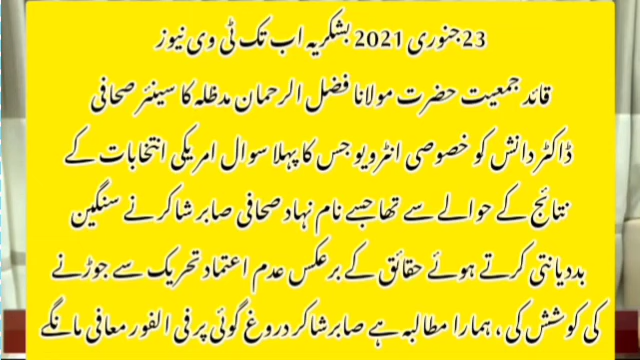 23 جنوری 2021 بشکریہ اب تک ٹی وی نیوز
قائد جمعیت حضرت مولانا فضل الرحمان مدظلہ کا سینئر صحافی
ڈاکٹر دانش کو خصوصی انٹرویو جس کا پہلا سوال امریکی انتخابات کے
نتائج کے حوالے سے تھا جسے نام نہاد صحافی صابر شاکر نے سنگین
بددیانتی کرتے ہوئے حقائق کے برعکس عدم اعتماد تحریک سے جوڑنے
کی کوشش کی ، ہمارا مطالبہ ہے صابر شاکر دروغ گوئی پر فی الفور معافی مانگے